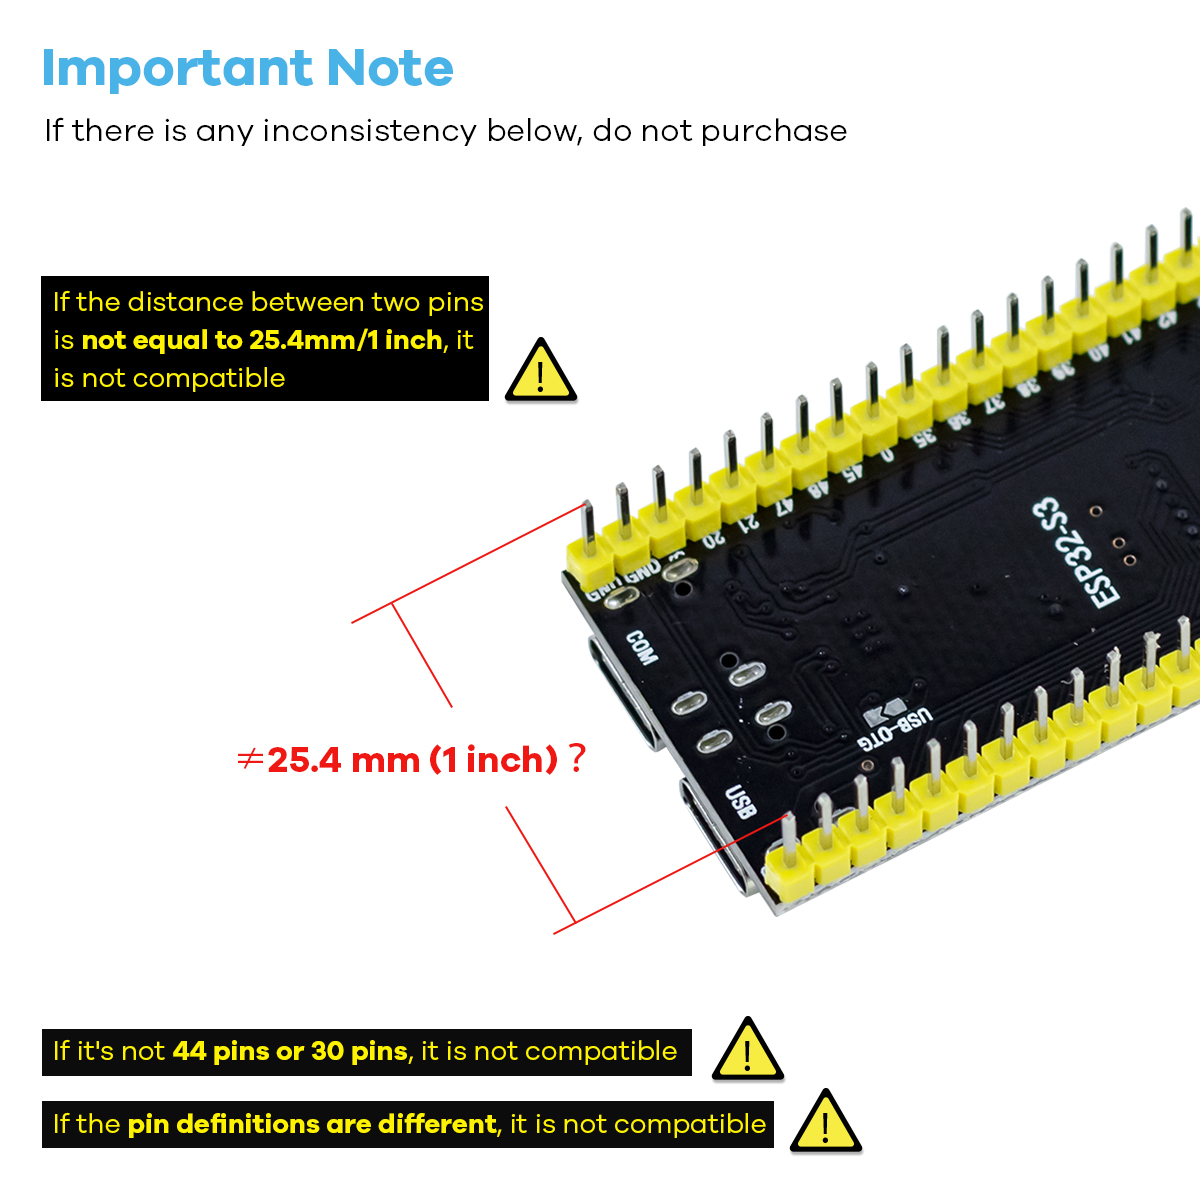 Important Note
If there is any inconsistency below, do not purchase
If the distance between two pins
is not equal to 25.4mm/1 inch, it
is not compatible
42
41
40
39
38
37
36
35
0
45
48
47
21
20
GND
GND
ESP32-S3
COM
USB-OTG
≠25.4 mm (1 inch) ?
USB
If it's not 44 pins or 30 pins, it is not compatible
If the pin definitions are different, it is not compatible